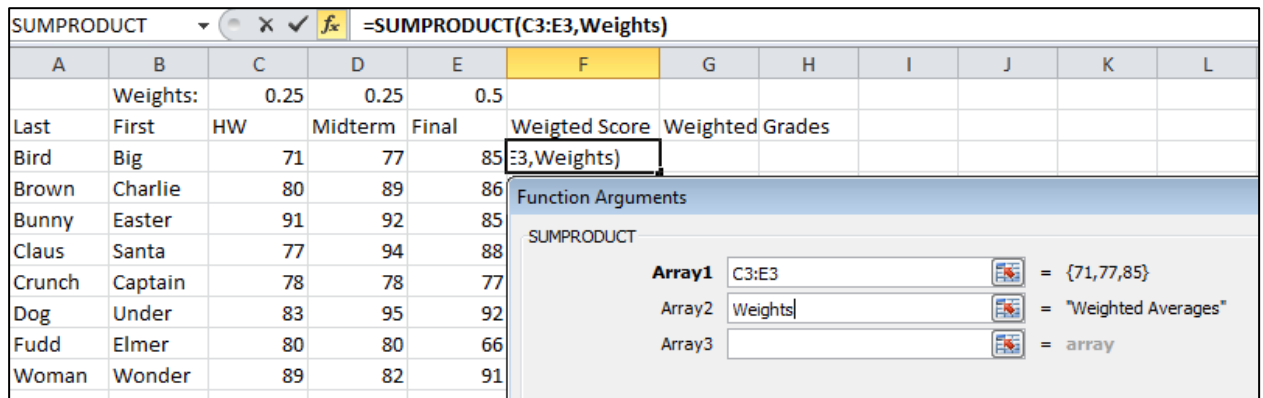 SUMPRODUCT =SUMPRODUCT(C3:E3,Weights)
A B C D E F G H I J K L
Weights: 0.25 0.25 0.5
Last First HW Midterm Final Weigted Score Weighted Grades
Bird Big 71 77 85 E3,Weights)
Brown Charlie 80 89 86
Bunny Easter 91 92 85
Claus Santa 77 94 88
Crunch Captain 78 78 77
Dog Under 83 95 92
Fudd Elmer 80 80 66
Woman Wonder 89 82 91
Function Arguments
SUMPRODUCT
Array1 C3:E3 = {71,77,85}
Array2 Weights = "Weighted Averages"
Array3 = array